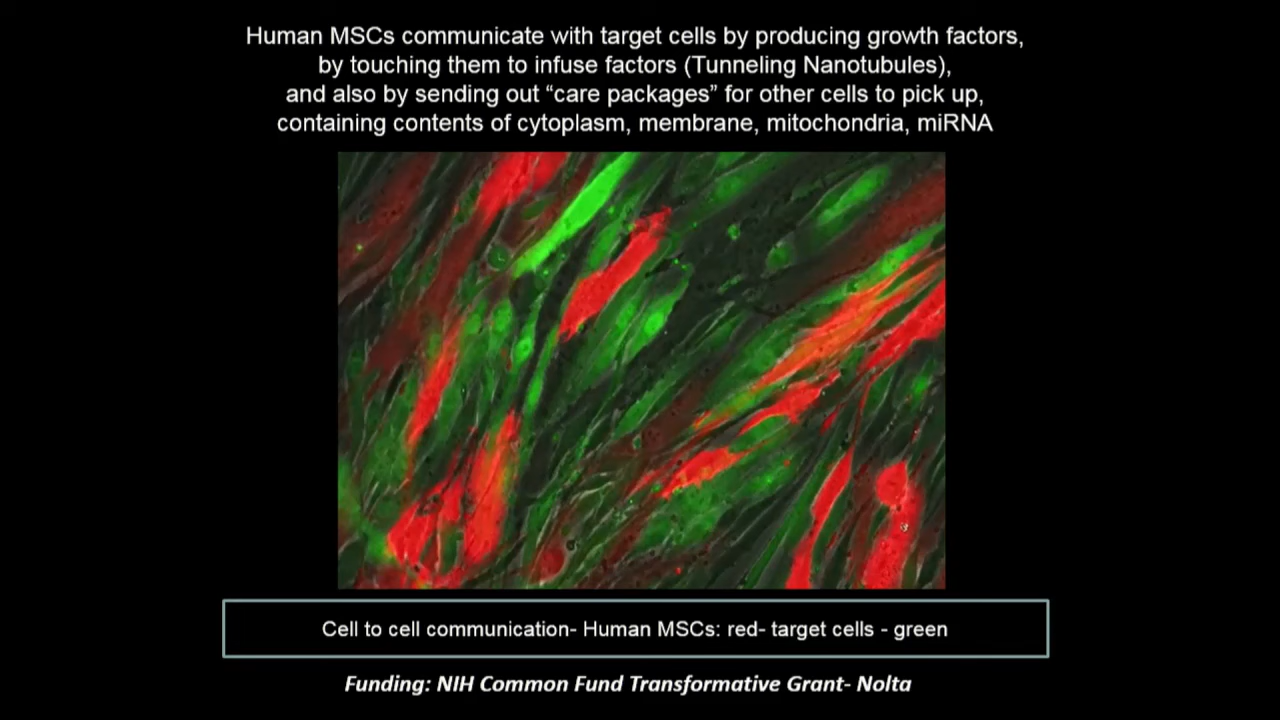 Human MSCs communicate with target cells by producing growth factors,
by touching them to infuse factors (Tunneling Nanotubules),
and also by sending out “care packages” for other cells to pick up,
containing contents of cytoplasm, membrane, mitochondria, miRNA
Cell to cell communication- Human MSCs: red- target cells - green
Funding: NIH Common Fund Transformative Grant- Nolta